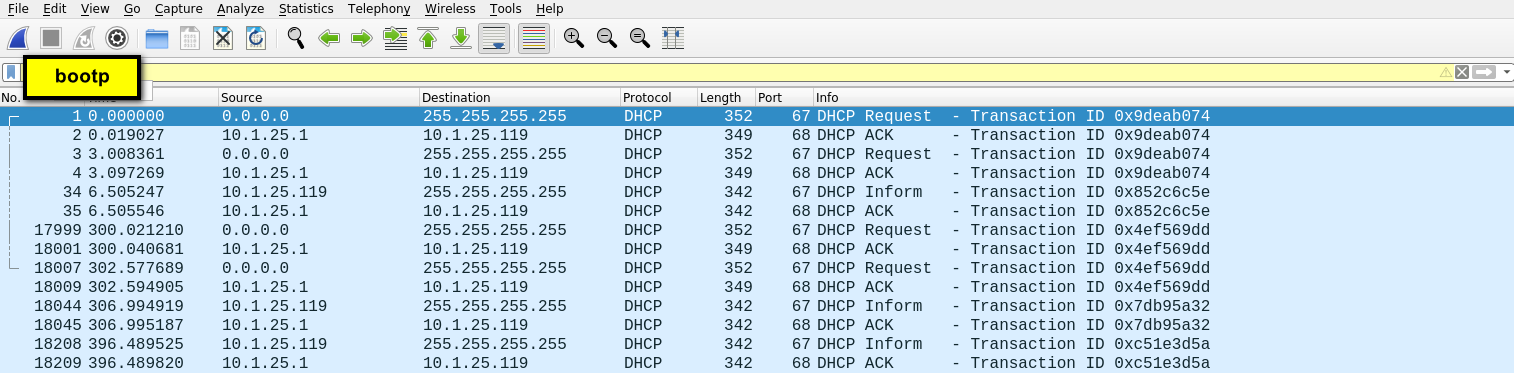 File Edit View Go Capture Analyze Statistics Telephony Wireless Tools Help
bootp
No. Source Destination Protocol Length Port Info
1 0.000000 0.0.0.0 255.255.255.255 DHCP 352 67 DHCP Request - Transaction ID 0x9deab074
2 0.019027 10.1.25.1 10.1.25.119 DHCP 349 68 DHCP ACK - Transaction ID 0x9deab074
3 3.008361 0.0.0.0 255.255.255.255 DHCP 352 67 DHCP Request - Transaction ID 0x9deab074
4 3.097269 10.1.25.1 10.1.25.119 DHCP 349 68 DHCP ACK - Transaction ID 0x9deab074
34 6.505247 10.1.25.119 255.255.255.255 DHCP 342 67 DHCP Inform - Transaction ID 0x852c6c5e
35 6.505546 10.1.25.1 10.1.25.119 DHCP 342 68 DHCP ACK - Transaction ID 0x852c6c5e
17999 300.021210 0.0.0.0 255.255.255.255 DHCP 352 67 DHCP Request - Transaction ID 0x4ef569dd
18001 300.040681 10.1.25.1 10.1.25.119 DHCP 349 68 DHCP ACK - Transaction ID 0x4ef569dd
18007 302.577689 0.0.0.0 255.255.255.255 DHCP 352 67 DHCP Request - Transaction ID 0x4ef569dd
18009 302.594905 10.1.25.1 10.1.25.119 DHCP 349 68 DHCP ACK - Transaction ID 0x4ef569dd
18044 306.994919 10.1.25.119 255.255.255.255 DHCP 342 67 DHCP Inform - Transaction ID 0x7db95a32
18045 306.995187 10.1.25.1 10.1.25.119 DHCP 342 68 DHCP ACK - Transaction ID 0x7db95a32
18208 396.489525 10.1.25.119 255.255.255.255 DHCP 342 67 DHCP Inform - Transaction ID 0xc51e3d5a
18209 396.489820 10.1.25.1 10.1.25.119 DHCP 342 68 DHCP ACK - Transaction ID 0xc51e3d5a